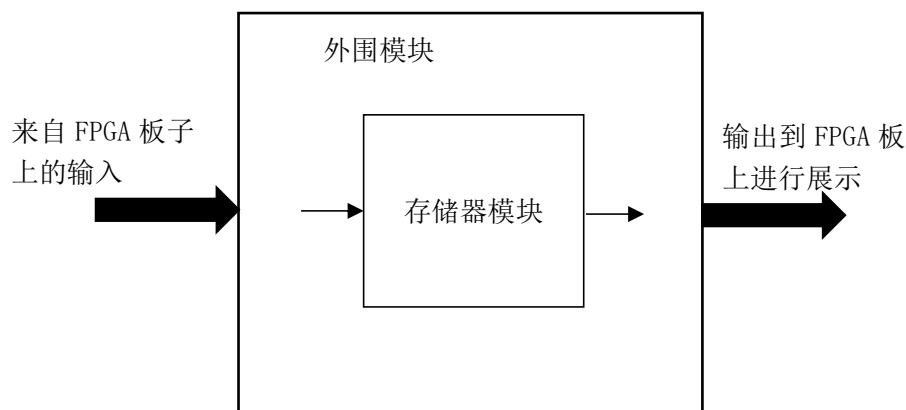 外围模块
来自 FPGA 板子
上的输入
存储器模块
输出到 FPGA 板
上进行展示